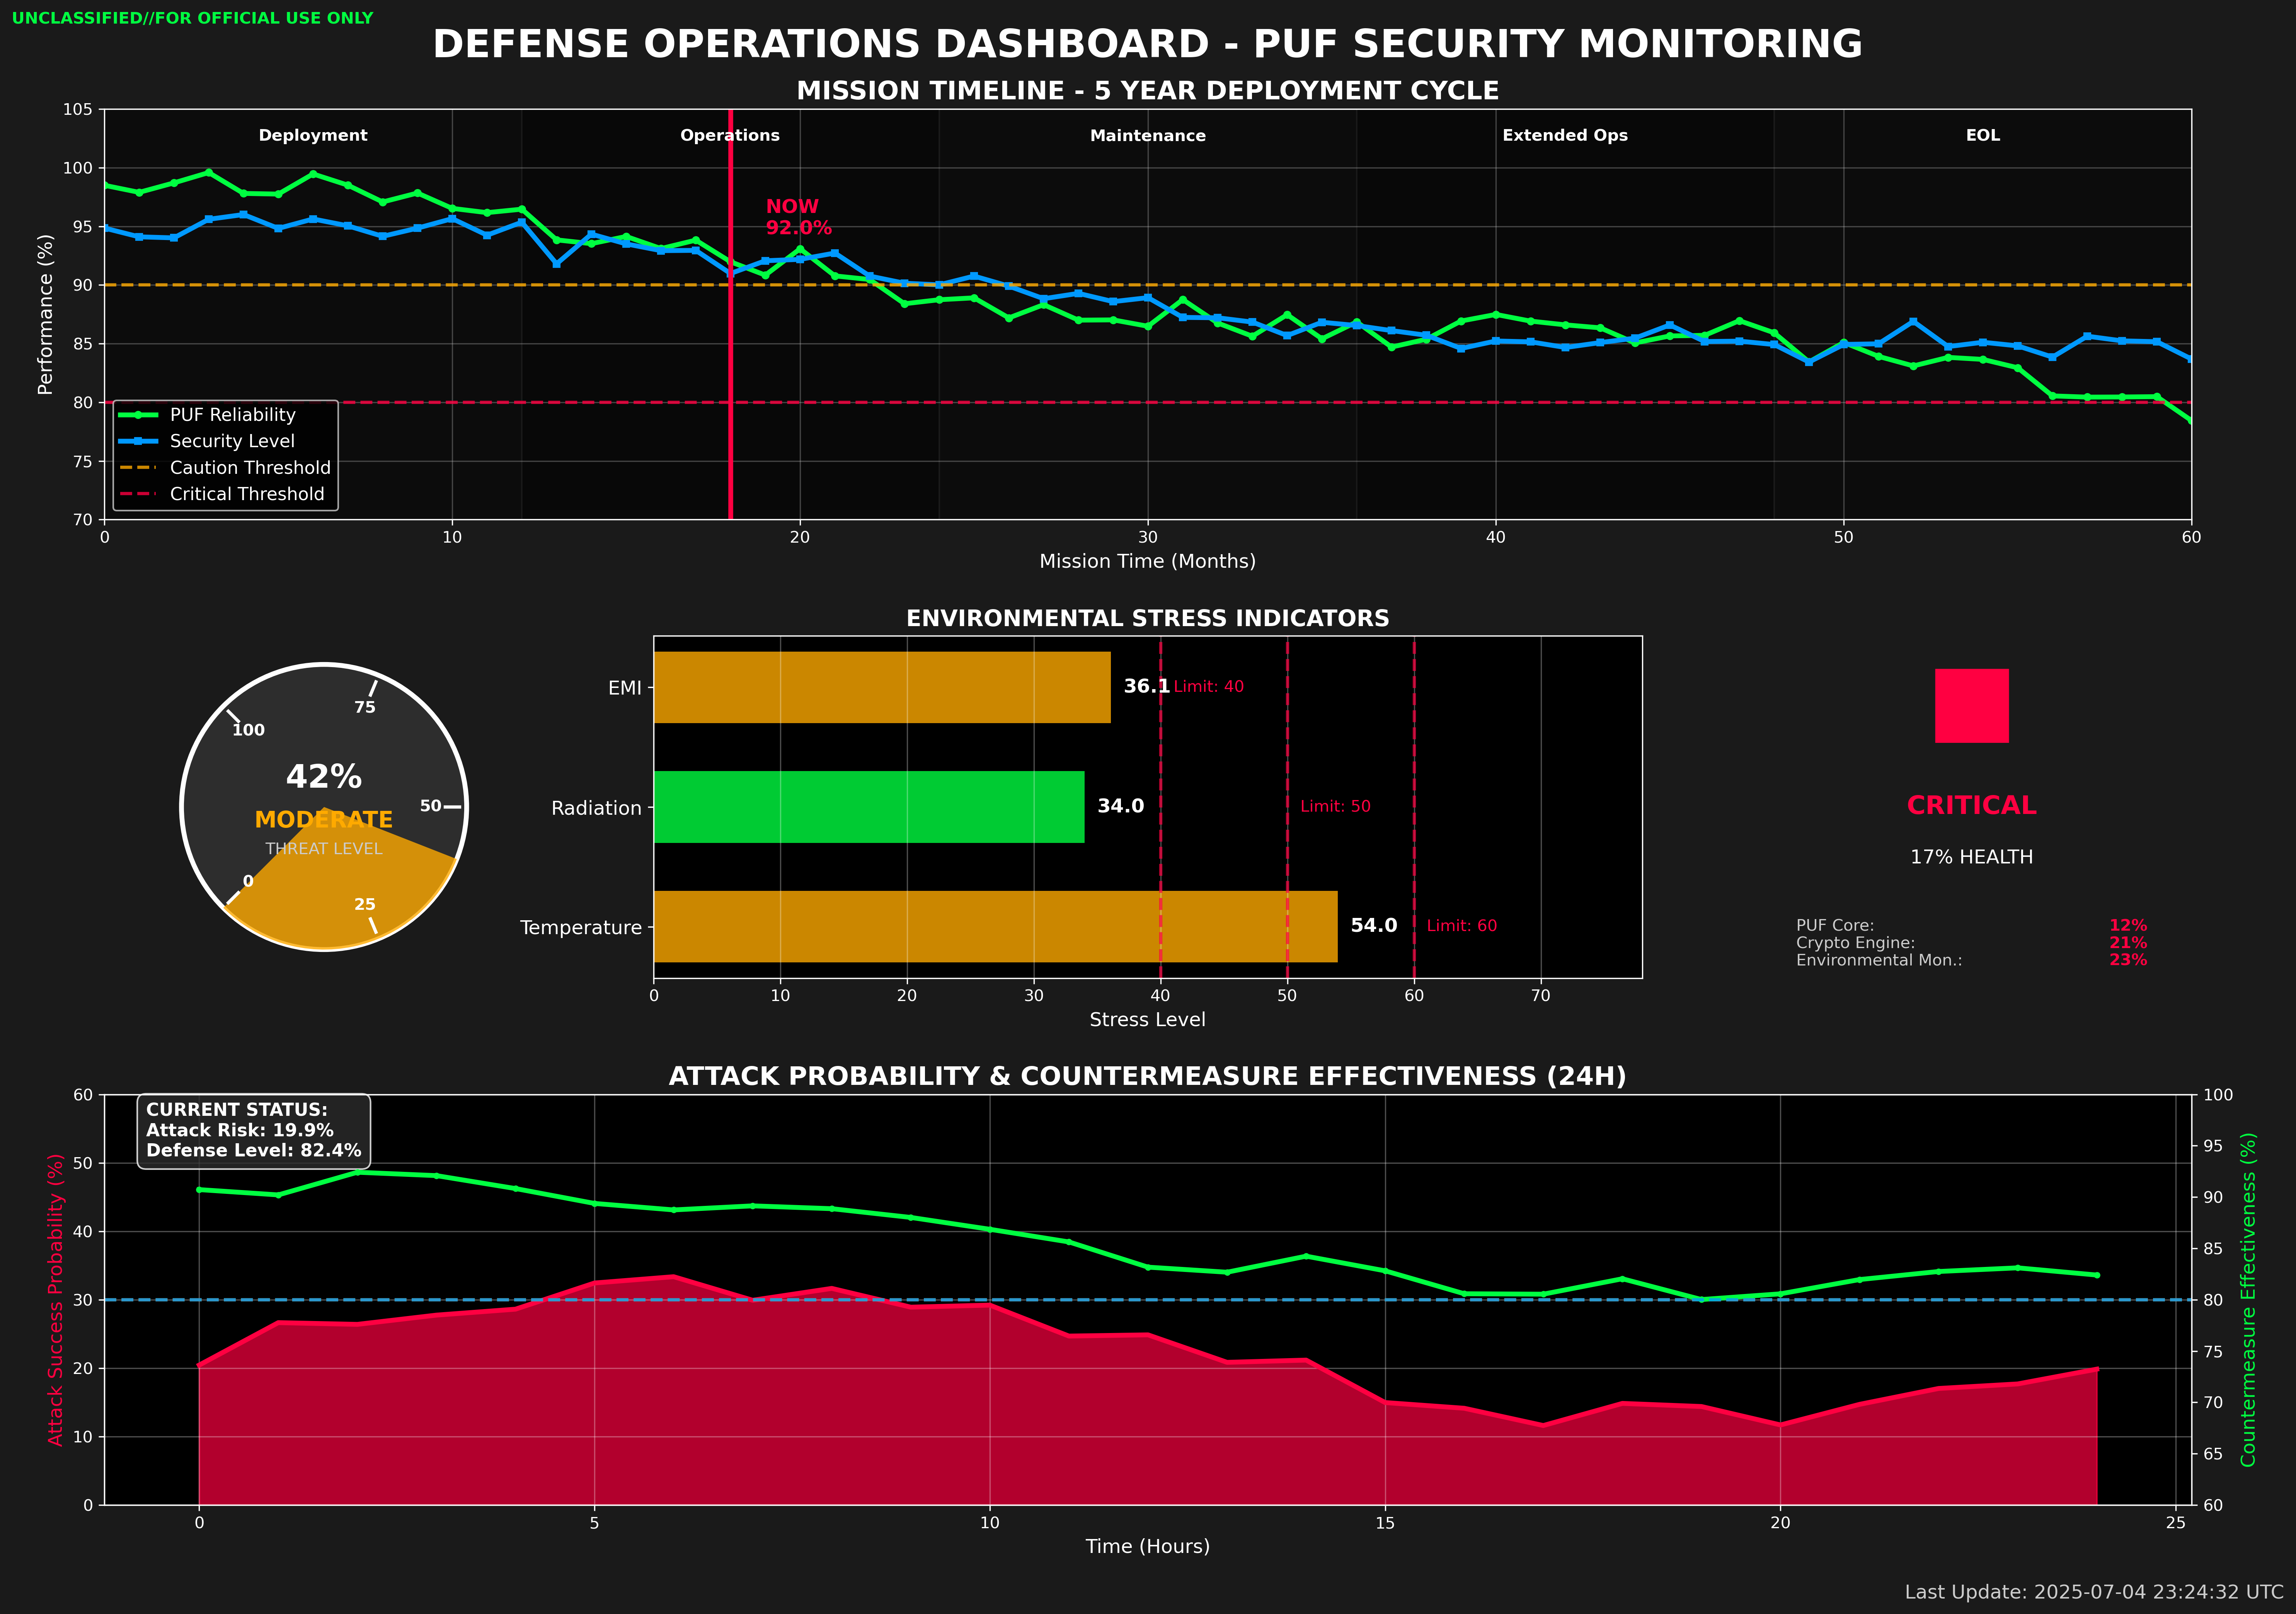 UNCLASSIFIED//FOR OFFICIAL USE ONLY
DEFENSE OPERATIONS DASHBOARD - PUF SECURITY MONITORING
MISSION TIMELINE - 5 YEAR DEPLOYMENT CYCLE
105
100
95
90
85
80
75
70
Performance (%)
Deployment
Operations
Maintenance
Extended Ops
EOL
NOW
92.0%
PUF Reliability
Security Level
Caution Threshold
Critical Threshold
0 10 20 30 40 50 60
Mission Time (Months)
75
100
42%
50
MODERATE
THREAT LEVEL
0
25
ENVIRONMENTAL STRESS INDICATORS
EMI 36.1 Limit: 40
Radiation 34.0 Limit: 50
Temperature 54.0 Limit: 60
0 10 20 30 40 50 60 70
Stress Level
CRITICAL
17% HEALTH
PUF Core: 12%
Crypto Engine: 21%
Environmental Mon.: 23%
ATTACK PROBABILITY & COUNTERMEASURE EFFECTIVENESS (24H)
60
50
40
30
20
10
0
Attack Success Probability (%)
CURRENT STATUS:
Attack Risk: 19.9%
Defense Level: 82.4%
100
95
90
85
80
75
70
65
60
Countermeasure Effectiveness (%)
0 5 10 15 20 25
Time (Hours)
Last Update: 2025-07-04 23:24:32 UTC